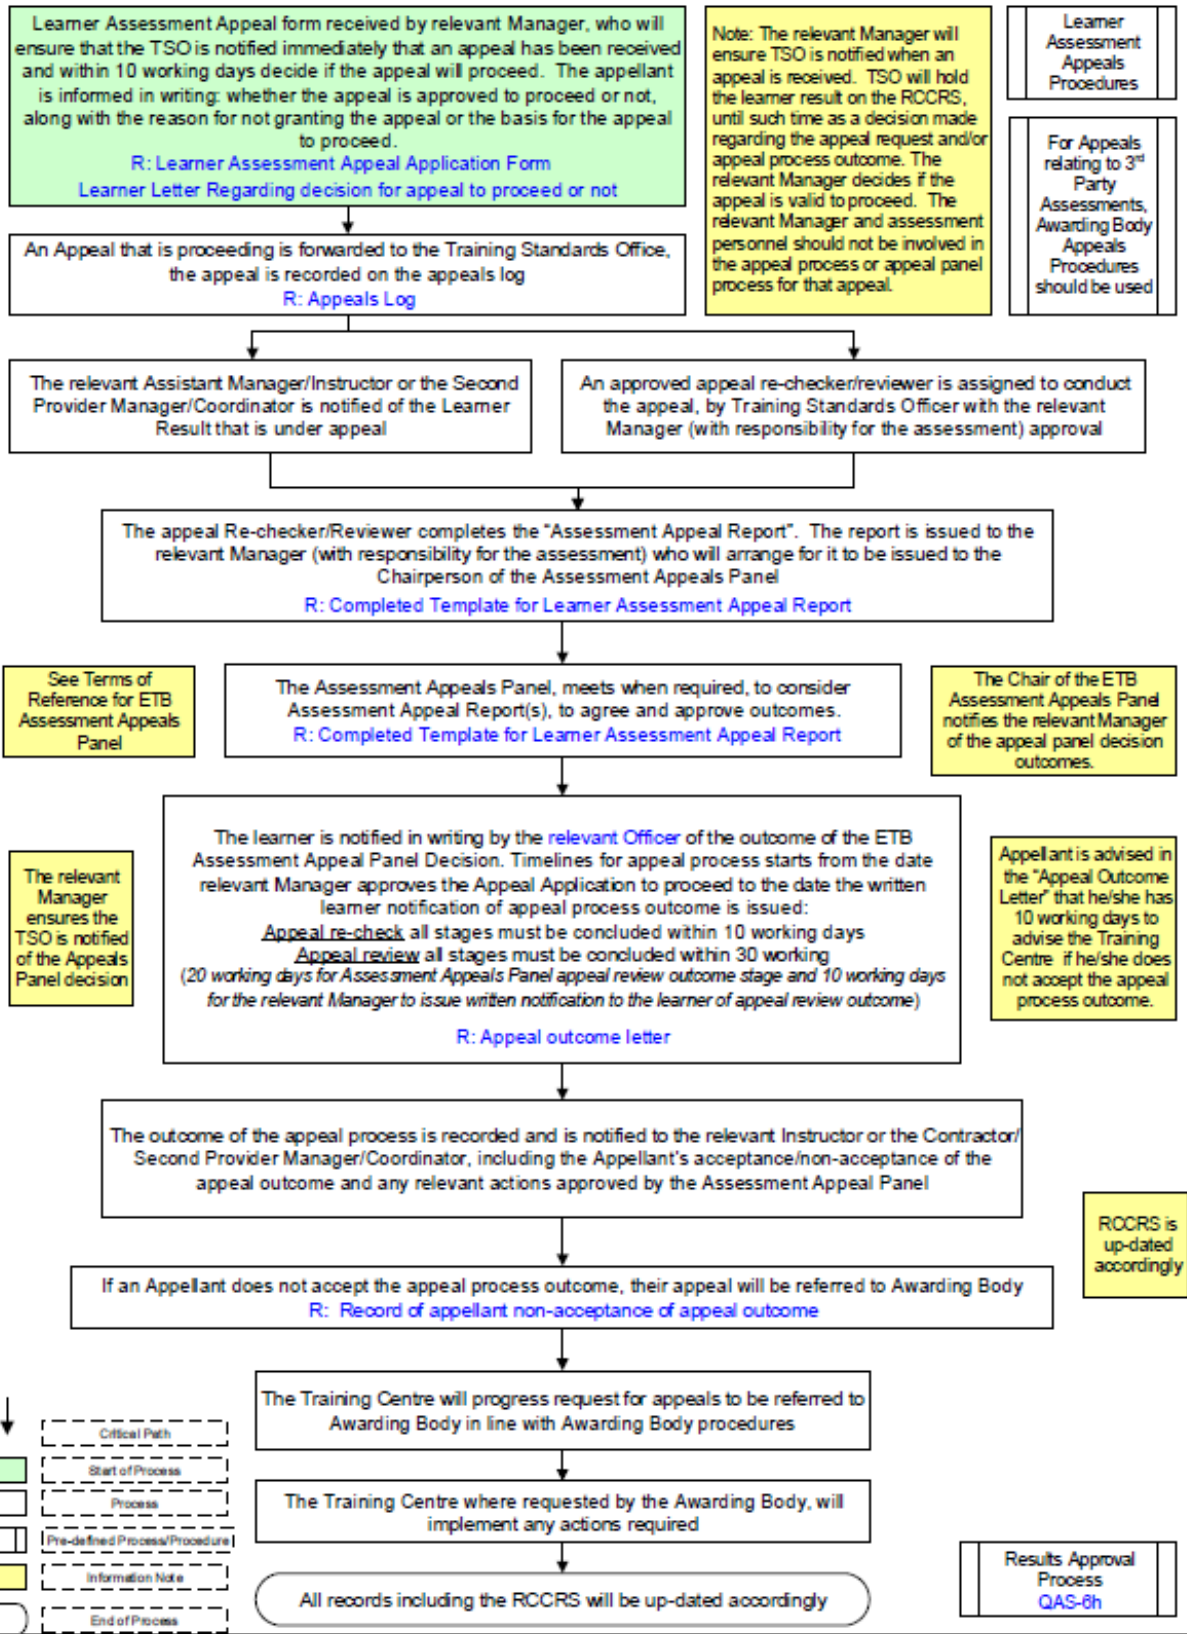 Learner Assessment Appeal form received by relevant Manager, who will
ensure that the TSO is notified immediately that an appeal has been received
and within 10 working days decide if the appeal will proceed. The appellant
is informed in writing: whether the appeal is approved to proceed or not,
along with the reason for not granting the appeal or the basis for the appeal
to proceed.
R: Learner Assessment Appeal Application Form
Learner Letter Regarding decision for appeal to proceed or not
Note: The relevant Manager will
ensure TSO is notified when an
appeal is received. TSO will hold
the learner result on the RCCRS,
until such time as a decision made
regarding the appeal request and/or
appeal process outcome. The
relevant Manager decides if the
appeal is valid to proceed. The
relevant Manager and assessment
personnel should not be involved in
the appeal process or appeal panel
process for that appeal.
Learner
Assessment
Appeals
Procedures
For Appeals
relating to 3rd
Party
Assessments,
Awarding Body
Appeals
Procedures
should be used
An Appeal that is proceeding is forwarded to the Training Standards Office,
the appeal is recorded on the appeals log
R: Appeals Log
The relevant Assistant Manager/Instructor or the Second
Provider Manager/Coordinator is notified of the Learner
Result that is under appeal
An approved appeal re-checker/reviewer is assigned to conduct
the appeal, by Training Standards Officer with the relevant
Manager (with responsibility for the assessment) approval
The appeal Re-checker/Reviewer completes the "Assessment Appeal Report". The report is issued to the
relevant Manager (with responsibility for the assessment) who will arrange for it to be issued to the
Chairperson of the Assessment Appeals Panel
R: Completed Template for Learner Assessment Appeal Report
See Terms of
Reference for ETB
Assessment Appeals
Panel
The Assessment Appeals Panel, meets when required, to consider
Assessment Appeal Report(s), to agree and approve outcomes.
R: Completed Template for Learner Assessment Appeal Report
The Chair of the ETB
Assessment Appeals Panel
notifies the relevant Manager
of the appeal panel decision
outcomes.
The relevant
Manager
ensures the
TSO is notified
of the Appeals
Panel decision
The learner is notified in writing by the relevant Officer of the outcome of the ETB
Assessment Appeal Panel Decision. Timelines for appeal process starts from the date
relevant Manager approves the Appeal Application to proceed to the date the written
learner notification of appeal process outcome is issued:
Appeal re-check all stages must be concluded within 10 working days
Appeal review all stages must be concluded within 30 working
(20 working days for Assessment Appeals Panel appeal review outcome stage and 10 working days
for the relevant Manager to issue written notification to the learner of appeal review outcome)
R: Appeal outcome letter
Appellant is advised in
the "Appeal Outcome
Letter" that he/she has
10 working days to
advise the Training
Centre if he/she does
not accept the appeal
process outcome.
The outcome of the appeal process is recorded and is notified to the relevant Instructor or the Contractor/
Second Provider Manager/Coordinator, including the Appellant's acceptance/non-acceptance of the
appeal outcome and any relevant actions approved by the Assessment Appeal Panel
RCCRS is
up-dated
accordingly
If an Appellant does not accept the appeal process outcome, their appeal will be referred to Awarding Body
R: Record of appellant non-acceptance of appeal outcome
The Training Centre will progress request for appeals to be referred to
Awarding Body in line with Awarding Body procedures
The Training Centre where requested by the Awarding Body, will
implement any actions required
All records including the RCCRS will be up-dated accordingly
Critical Path
Start of Process
Process
Pre-defined Process/Procedure
Information Note
End of Process
Results Approval
Process
QAS-6h